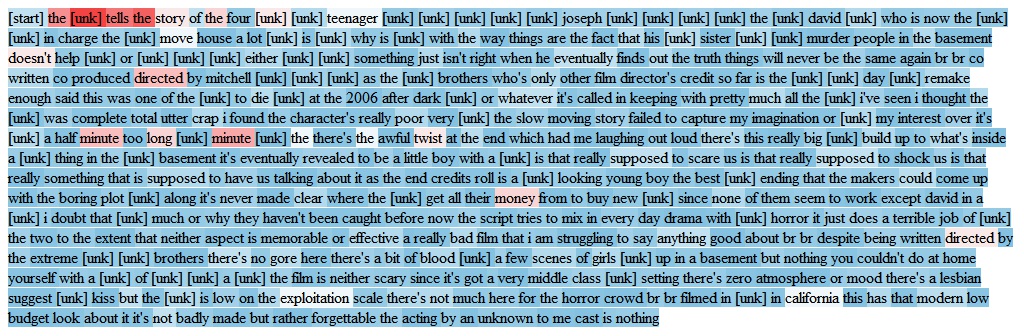 [start] the [unk] tells the story of the four [unk] [unk] teenager [unk] [unk] [unk] [unk] [unk] joseph [unk] [unk] [unk] [unk] the [unk] david [unk] who is now the [unk]
[unk] in charge the [unk] move house a lot [unk] is [unk] why is [unk] with the way things are the fact that his [unk] sister [unk] [unk] murder people in the basement
doesn't help [unk] or [unk] [unk] [unk] either [unk] [unk] something just isn't right when he eventually finds out the truth things will never be the same again br br co
written co produced directed by mitchell [unk] [unk] [unk] as the [unk] brothers who's only other film director's credit so far is the [unk] [unk] day [unk] remake
enough said this was one of the [unk] to die [unk] at the 2006 after dark [unk] or whatever it's called in keeping with pretty much all the [unk] i've seen i thought the
[unk] was complete total utter crap i found the character's really poor very [unk] the slow moving story failed to capture my imagination or [unk] my interest over it's
[unk] a half minute too long [unk] minute [unk] the there's the awful twist at the end which had me laughing out loud there's this really big [unk] build up to what's inside
a [unk] thing in the [unk] basement it's eventually revealed to be a little boy with a [unk] is that really supposed to scare us is that really supposed to shock us is that
really something that is supposed to have us talking about it as the end credits roll is a [unk] looking young boy the best [unk] ending that the makers could come up
with the boring plot [unk] along it's never made clear where the [unk] get all their money from to buy new [unk] since none of them seem to work except david in a
[unk] i doubt that [unk] much or why they haven't been caught before now the script tries to mix in every day drama with [unk] horror it just does a terrible job of [unk]
the two to the extent that neither aspect is memorable or effective a really bad film that i am struggling to say anything good about br br despite being written directed by
the extreme [unk] brothers there's no gore here there's a bit of blood [unk] a few scenes of girls [unk] up in a basement but nothing you couldn't do at home
yourself with a [unk] of [unk] [unk] a [unk] the film is neither scary since it's got a very middle class [unk] setting there's zero atmosphere or mood there's a lesbian
suggest [unk] kiss but the [unk] is low on the exploitation scale there's not much here for the horror crowd br br filmed in [unk] in california this has that modern low
budget look about it it's not badly made but rather forgettable the acting by an unknown to me cast is nothing